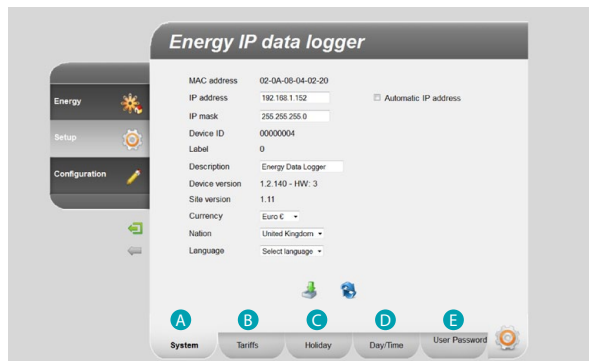 Energy IP data logger
MAC address 02-0A-08-04-02-20
IP address 192.168.1.152 Automatic IP address
IP mask 255.255.255.0
Device ID 00000004
Label 0
Description Energy Data Logger
Device version 1.2.140 - HW: 3
Site version 1.11
Currency Euro €
Nation United Kingdom
Language Select language
Energy
Setup
Configuration
A B C D E
System Tariffs Holiday Day/Time User Password